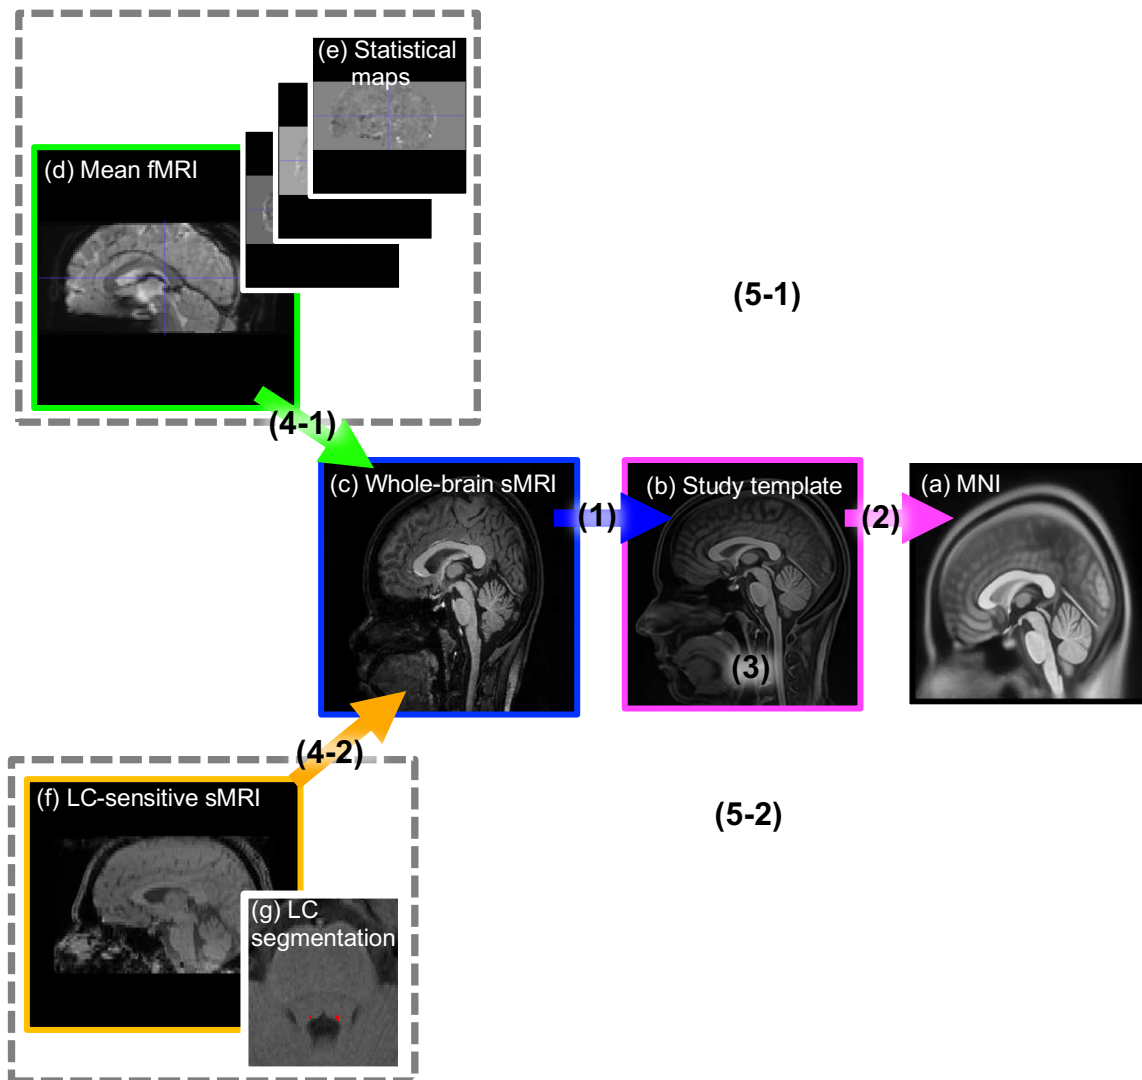 (e) Statistical
maps
(d) Mean fMRI
(5-1)
(4-1)
(c) Whole-brain sMRI
(b) Study template
(a) MNI
(1)
(2)
(3)
(4-2)
(f) LC-sensitive sMRI
(5-2)
(g) LC
segmentation